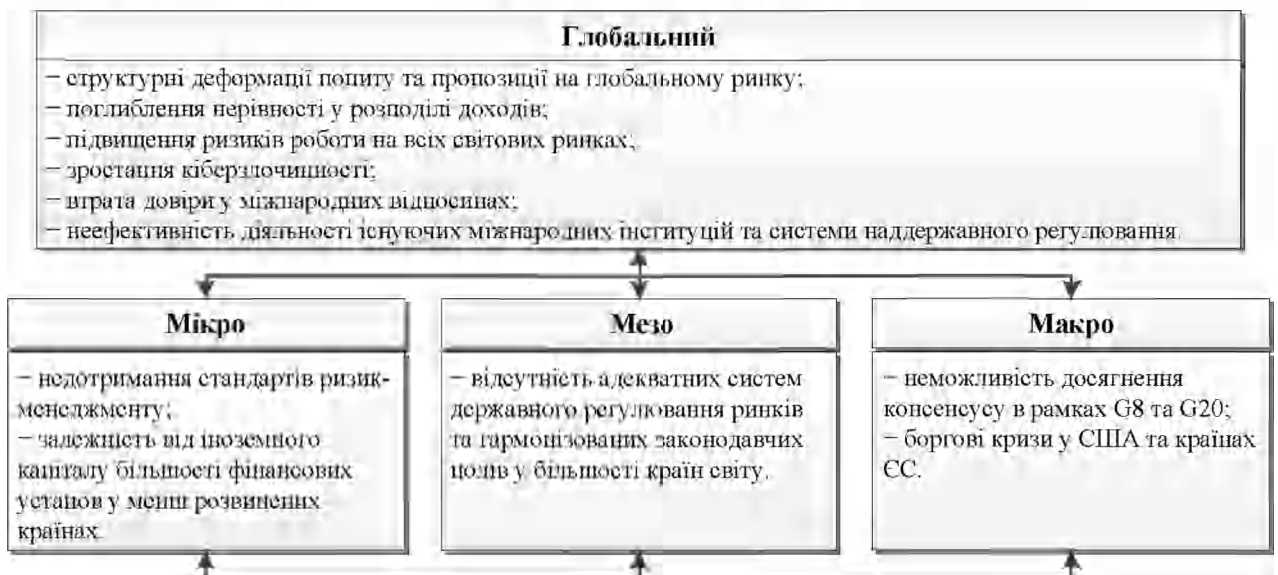 Глобальний
− структурні деформації попиту та пропозиції на глобальному ринку;
− поглиблення нерівності у розподілі доходів;
− підвищення ризиків роботи на всіх світових ринках;
− зростання кіберзлочинності;
− втрата довіри у міжнародних відносинах;
− неефективність діяльності існуючих міжнародних інституцій та системи наддержавного регулювання.
Мікро
− недотримання стандартів ризик-
менеджменту;
− залежність від іноземного
капіталу більшості фінансових
установ у менш розвинених
країнах.
Мезо
− відсутність адекватних систем
державного регулювання ринків
та гармонізованих законодавчих
полів у більшості країн світу.
Макро
− неможливість досягнення
консенсусу в рамках G8 та G20;
− боргові кризи у США та країнах
ЄС.